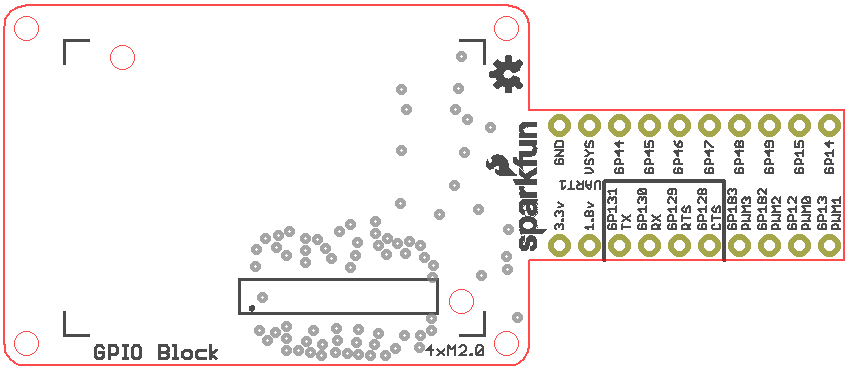 GND
VSYS
GP44
GP45
GP46
GP47
GP48
GP49
GP15
GP14
UART1
3.3v
1.8v
GP131
TX
GP130
RX
GP129
RTS
GP128
CTS
GP183
PWM3
GP182
PWM2
GP12
PWM0
GP13
PWM1
sparkfun
GPIO Block
4xM2.0